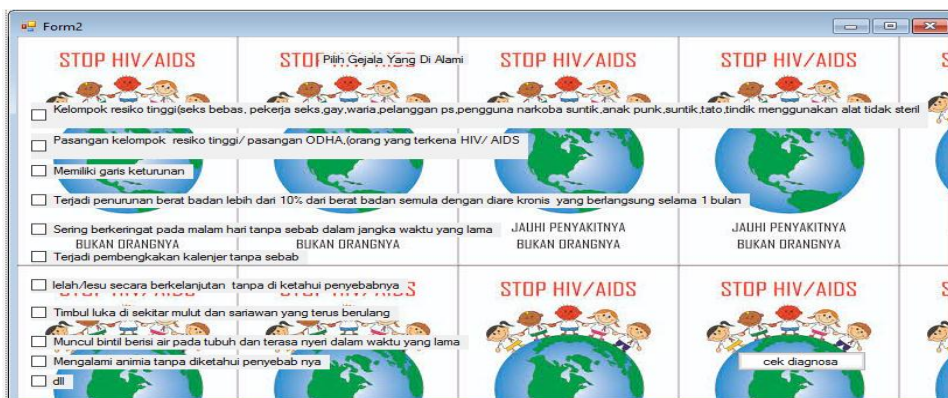 Form2
STOP HIV/AIDS
STOP HIV/AIDS
STOP HIV/AIDS
Pilih Gejala Yang Di Alami
STOP HIV/AIDS
Kelompok resiko tinggi(seks bebas, pekerja seks,gay,waria,pelanggan ps,pengguna narkoba suntik,anak punk,suntik,tato,tindik menggunakan alat tidak steril
Pasangan kelompok resiko tinggi/ pasangan ODHA,(orang yang terkena HIV/ AIDS
Memiliki garis keturunan
Terjadi penurunan berat badan lebih dari 10% dari berat badan semula dengan diare kronis yang berlangsung selama 1 bulan
Sering berkeringat pada malam hari tanpa sebab dalam jangka waktu yang lama
JAUHI PENYAKITNYA
JAUHI PENYAKITNYA
BUKAN ORANGNYA
BUKAN ORANGNYA
BUKAN ORANGNYA
BUKAN ORANGNYA
Terjadi pembengkakan kalenjer tanpa sebab
lelah/lesu secara berkelanjutan tanpa di ketahui penyebabnya
STOP HIV/AIDS
STOP HIV/AIDS
Timbul luka di sekitar mulut dan sariawan yang terus berulang
Muncul bintil berisi air pada tubuh dan terasa nyeri dalam waktu yang lama
Mengalami animia tanpa diketahui penyebab nya
cek diagnosa
dll